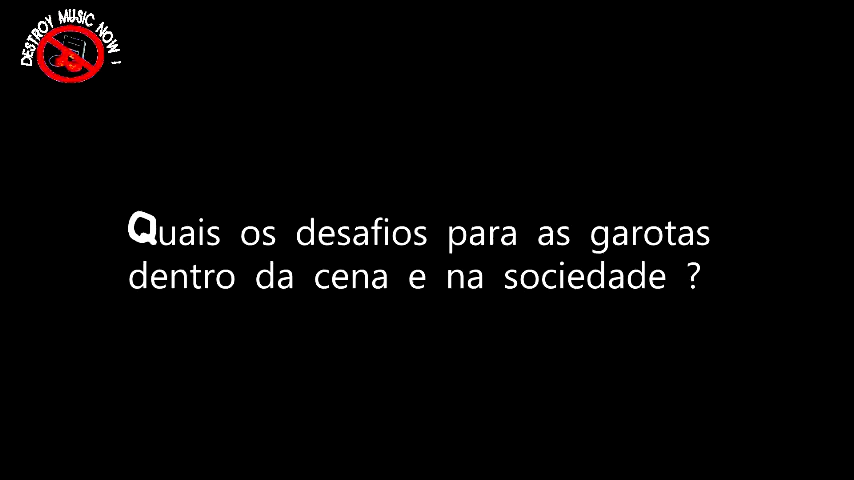 DESTROY MUSIC NOW !
Quais os desafios para as garotas
dentro da cena e na sociedade ?